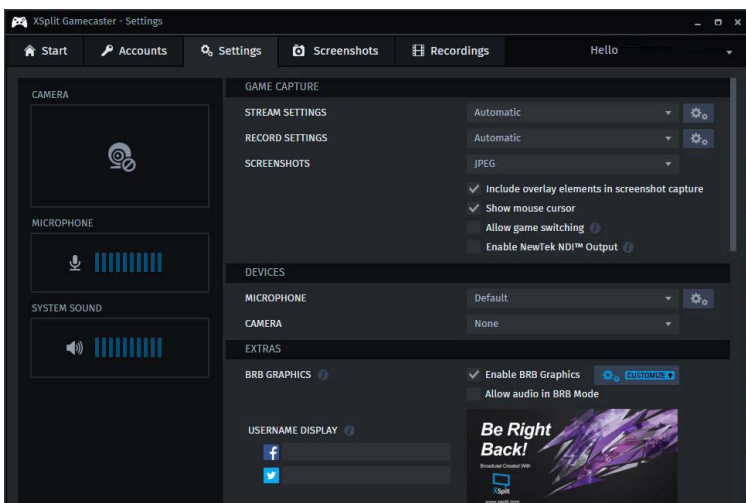 XSplit Gamecaster - Settings
Start Accounts Settings Screenshots Recordings Hello
CAMERA
MICROPHONE
SYSTEM SOUND
GAME CAPTURE
STREAM SETTINGS Automatic
RECORD SETTINGS Automatic
SCREENSHOTS JPEG
Include overlay elements in screenshot capture
Show mouse cursor
Allow game switching
Enable NewTek NDI™ Output
DEVICES
MICROPHONE Default
CAMERA None
EXTRAS
BRB GRAPHICS Enable BRB Graphics CUSTOMIZE
Allow audio in BRB Mode
USERNAME DISPLAY
Be Right
Back!
Broadcast Created With
XSplit
www.xsplit.com